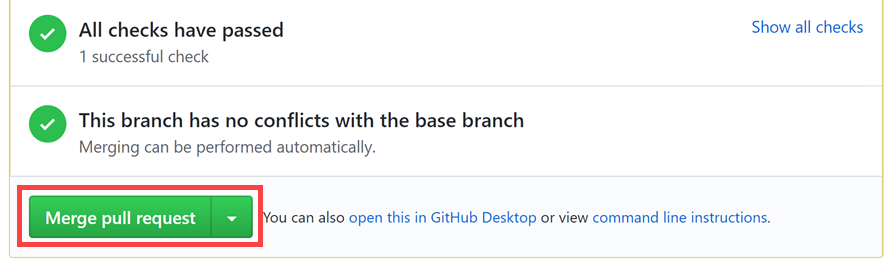 All checks have passed
Show all checks
1 successful check
This branch has no conflicts with the base branch
Merging can be performed automatically.
Merge pull request
You can also open this in GitHub Desktop or view command line instructions.